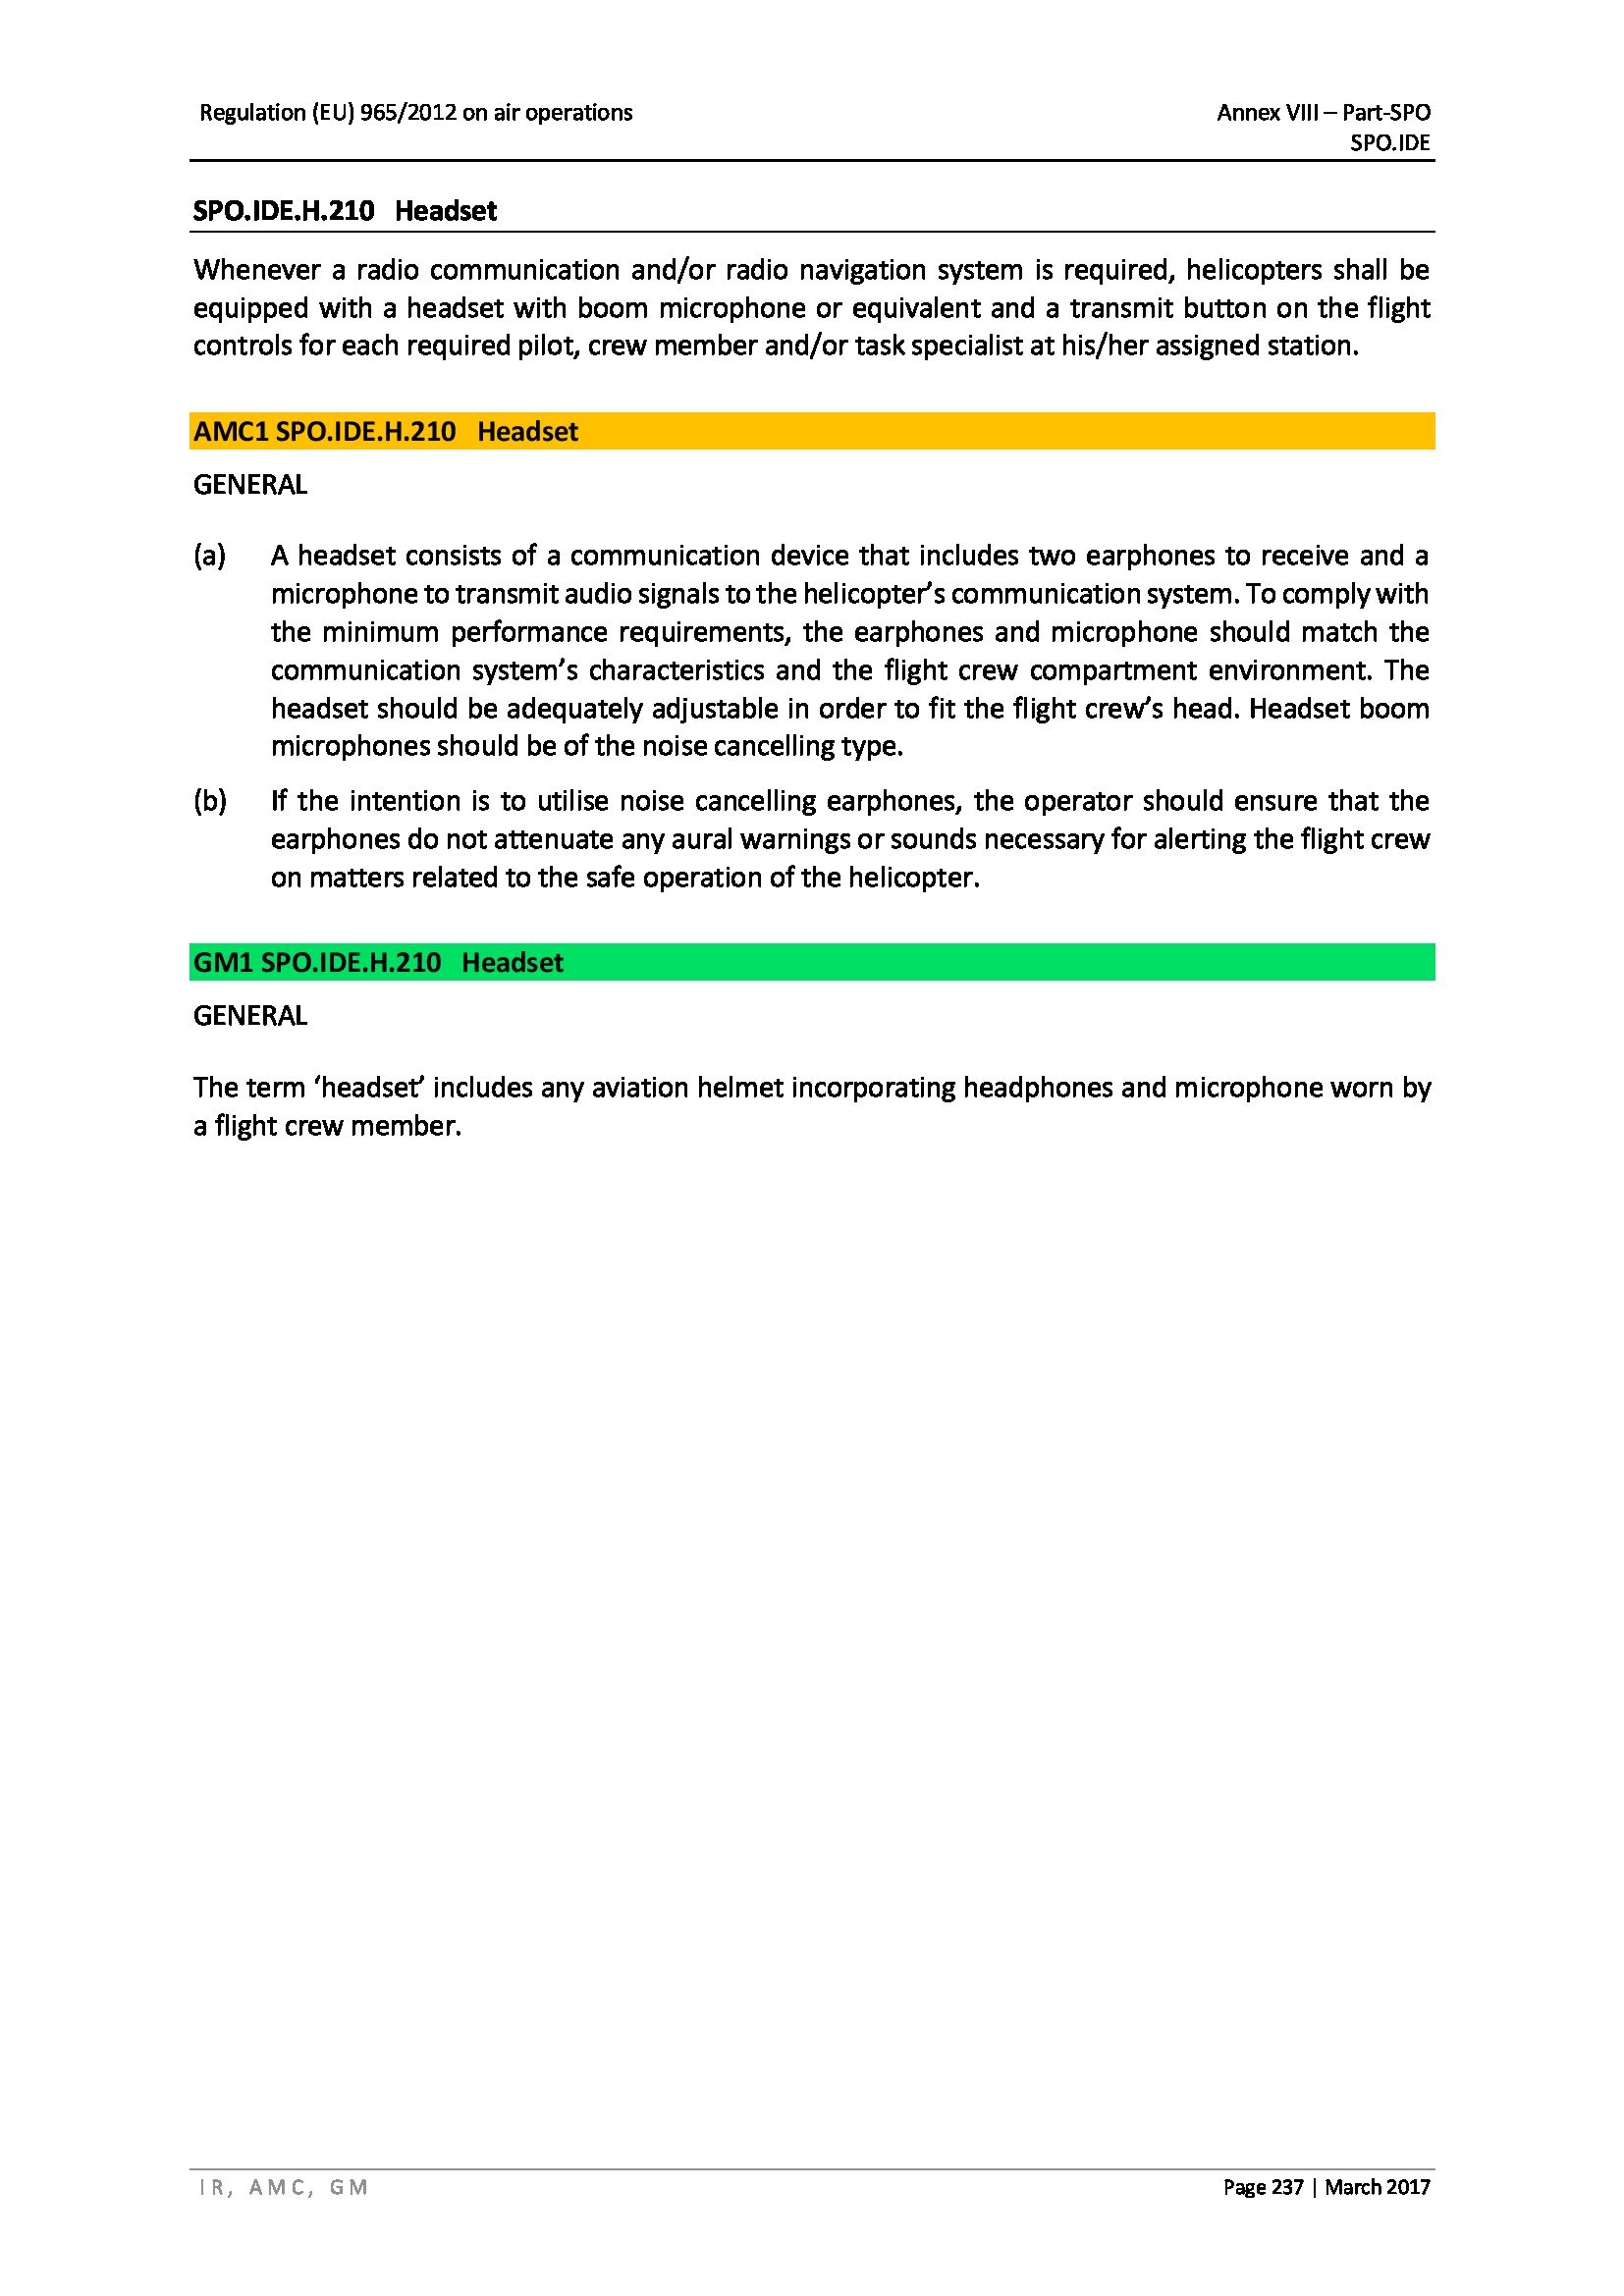 Regulation (EU) 965/2012 on air operations
Annex VIII – Part-SPO
SPO.IDE
SPO.IDE.H.210 Headset
Whenever a radio communication and/or radio navigation system is required, helicopters shall be
equipped with a headset with boom microphone or equivalent and a transmit button on the flight
controls for each required pilot, crew member and/or task specialist at his/her assigned station.
AMC1 SPO.IDE.H.210 Headset
GENERAL
(a) A headset consists of a communication device that includes two earphones to receive and a
microphone to transmit audio signals to the helicopter’s communication system. To comply with
the minimum performance requirements, the earphones and microphone should match the
communication system’s characteristics and the flight crew compartment environment. The
headset should be adequately adjustable in order to fit the flight crew’s head. Headset boom
microphones should be of the noise cancelling type.
(b) If the intention is to utilise noise cancelling earphones, the operator should ensure that the
earphones do not attenuate any aural warnings or sounds necessary for alerting the flight crew
on matters related to the safe operation of the helicopter.
GM1 SPO.IDE.H.210 Headset
GENERAL
The term ‘headset’ includes any aviation helmet incorporating headphones and microphone worn by
a flight crew member.
IR, AMC, GM
Page 237 | March 2017